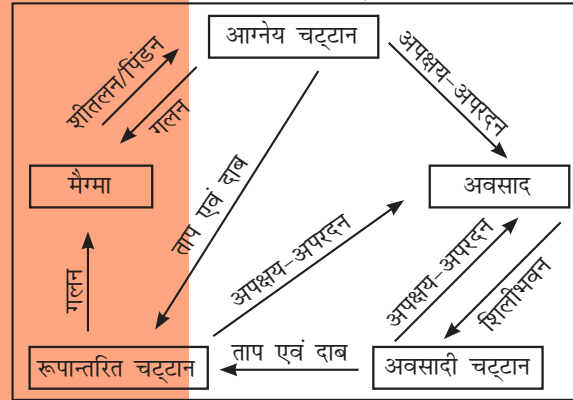 आग्नेय चट्टान
शीतलन/पिंडन
गलन
अपक्षय-अपरदन
मैग्मा
अवसाद
ताप एवं दाब
अपक्षय-अपरदन
अपक्षय-अपरदन
शिलीभवन
गलन
रूपान्तरित चट्टान
ताप एवं दाब
अवसादी चट्टान